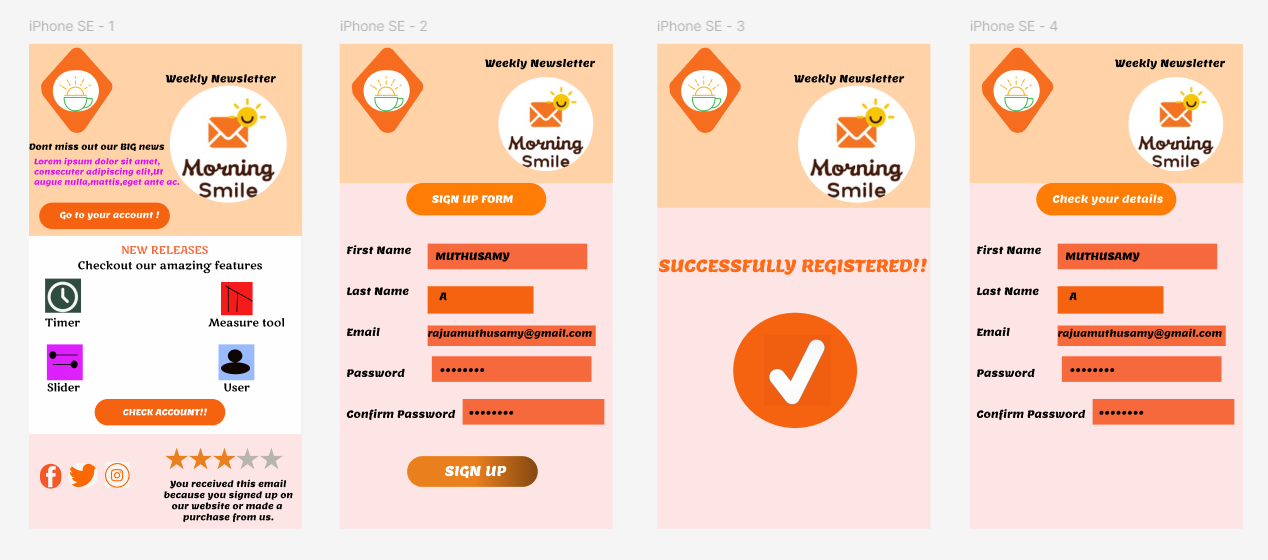 iPhone SE - 1
Weekly Newsletter
Morning
Smile
Dont miss out our BIG news
Lorem ipsum dolor sit amet,
consecuter adipiscing elit,Ut
augue nulla,mattis,eget ante ac.
Go to your account !
NEW RELEASES
Checkout our amazing features
Timer
Measure tool
Slider
User
CHECK ACCOUNT!!
You received this email
because you signed up on
our website or made a
purchase from us.
iPhone SE - 2
Weekly Newsletter
Morning
Smile
SIGN UP FORM
First Name
MUTHUSAMY
Last Name
A
Email
rajuamuthusamy@gmail.com
Password
••••••••
Confirm Password
••••••••
SIGN UP
iPhone SE - 3
Weekly Newsletter
Morning
Smile
SUCCESSFULLY REGISTERED!!
iPhone SE - 4
Weekly Newsletter
Morning
Smile
Check your details
First Name
MUTHUSAMY
Last Name
A
Email
rajuamuthusamy@gmail.com
Password
••••••••
Confirm Password
••••••••